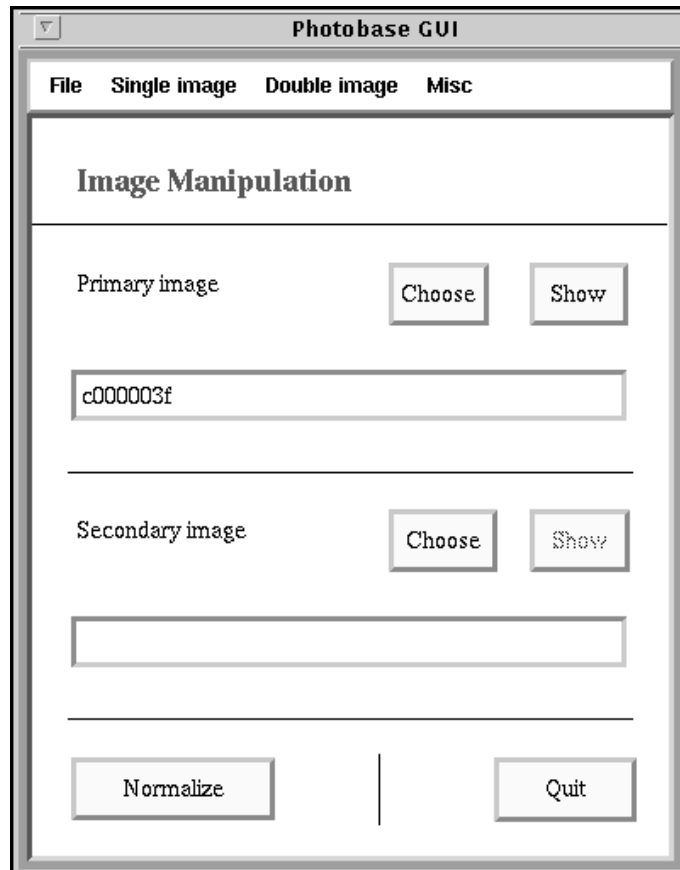 Photobase GUI
File Single image Double image Misc
Image Manipulation
Primary image Choose Show
c000003f
Secondary image Choose Show
Normalize Quit